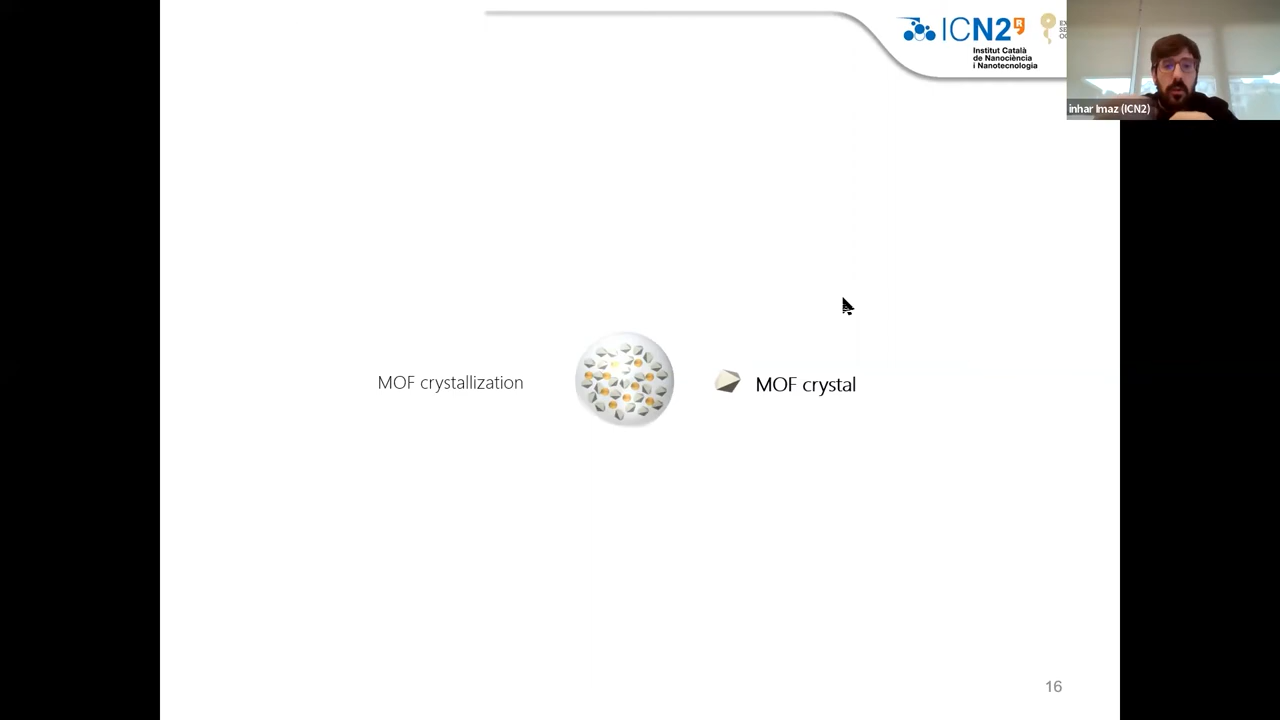 ICN2
Institut Català
de Nanociència
i Nanotecnologia
inhar Imaz (ICN2)
MOF crystallization
MOF crystal
16